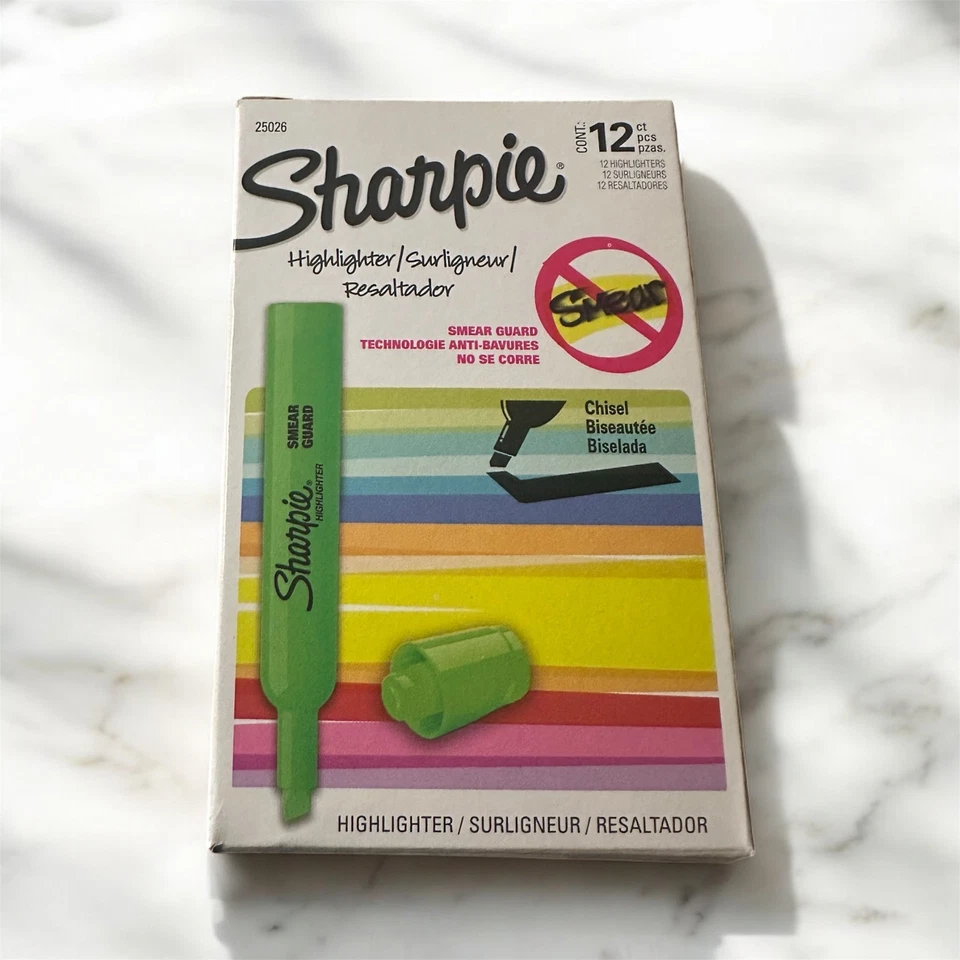 25026
CONT.: 12 ct
pcs
pzas.
12 HIGHLIGHTERS
12 SURLIGNEURS
12 RESALTADORES
Sharpie®
Highlighter/Surligneur/
Resaltador
Smear
SMEAR GUARD
TECHNOLOGIE ANTI-BAVURES
NO SE CORRE
Chisel
Biseautée
Biselada
SMEAR
GUARD
Sharpie®
HIGHLIGHTER
HIGHLIGHTER / SURLIGNEUR / RESALTADOR